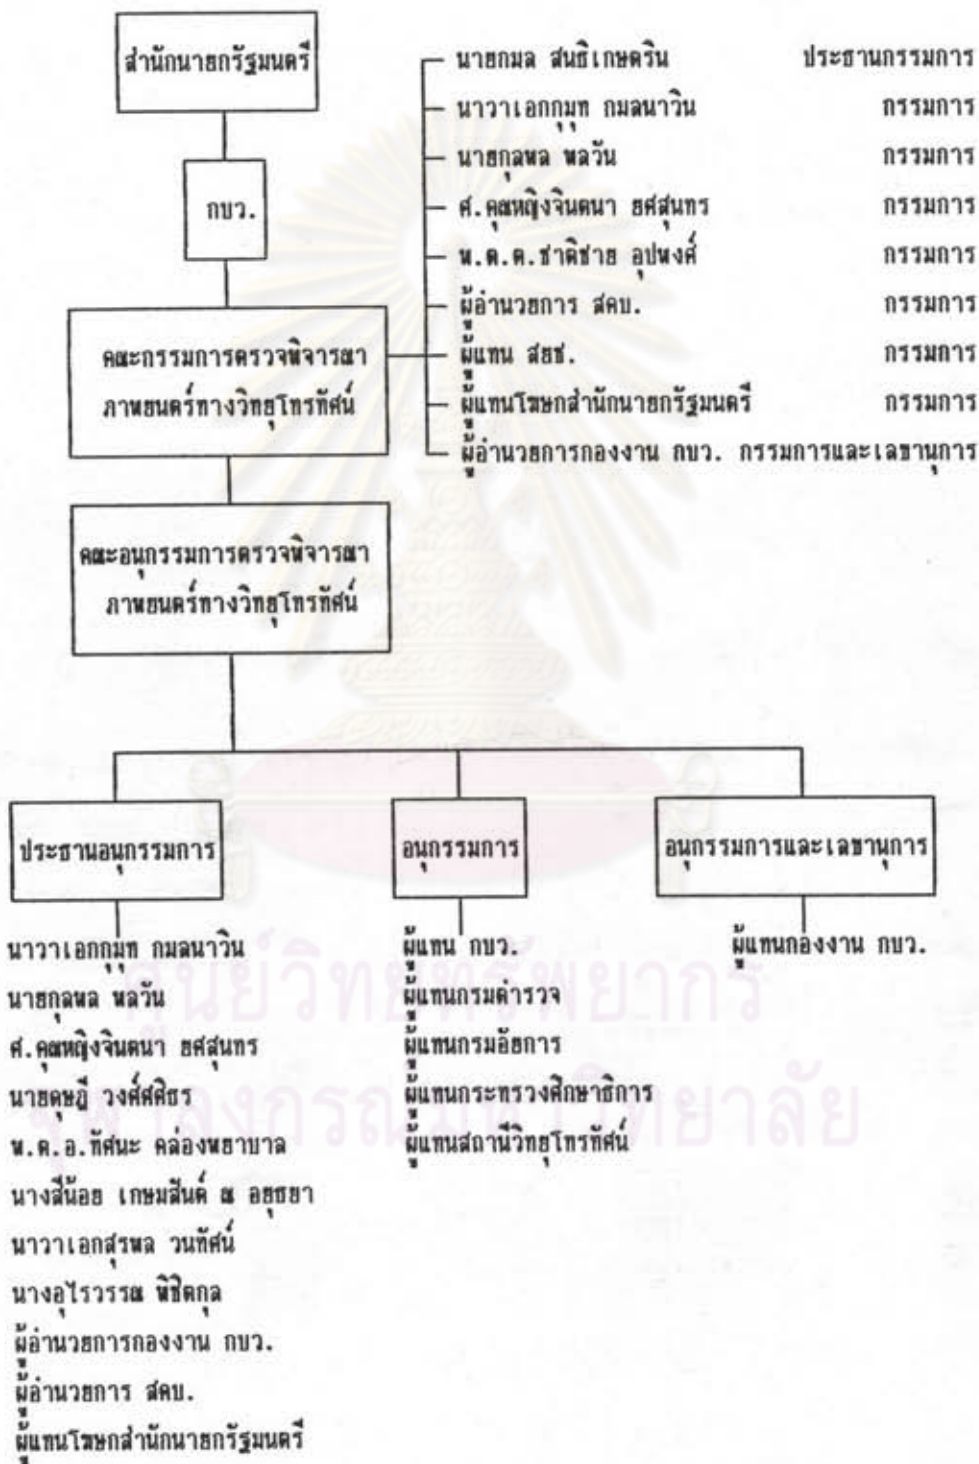 สำนักนายกรัฐมนตรี
กบว.
คณะกรรมการตรวจพิจารณา
ภาพยนตร์ทางวิทยุโทรทัศน์
นายกมล สนธิเกษตริน ประธานกรรมการ
นาวาเอกกุมุท กมลนาวิน กรรมการ
นายกุลพล พลวัน กรรมการ
ศ.คุณหญิงจินตนา ยศสุนทร กรรมการ
พ.ต.ต.ชาติชาย อุปพงศ์ กรรมการ
ผู้อำนวยการ สคบ. กรรมการ
ผู้แทน สยช. กรรมการ
ผู้แทนโฆษกสำนักนายกรัฐมนตรี กรรมการ
ผู้อำนวยการกองงาน กบว. กรรมการและเลขานุการ
คณะอนุกรรมการตรวจพิจารณา
ภาพยนตร์ทางวิทยุโทรทัศน์
ประธานอนุกรรมการ
นาวาเอกกุมุท กมลนาวิน
นายกุลพล พลวัน
ศ.คุณหญิงจินตนา ยศสุนทร
นายดุษฎี วงศ์ศศิธร
พ.ต.อ.ทัศนะ คล่องพยาบาล
นางสีน้อย เกษมสันต์ ณ อยุธยา
นาวาเอกสุรพล วนทัศน์
นางอุไรวรรณ พิชิตกุล
ผู้อำนวยการกองงาน กบว.
ผู้อำนวยการ สคบ.
ผู้แทนโฆษกสำนักนายกรัฐมนตรี
อนุกรรมการ
ผู้แทน กบว.
ผู้แทนกรมตำรวจ
ผู้แทนกรมอัยการ
ผู้แทนกระทรวงศึกษาธิการ
ผู้แทนสถานีวิทยุโทรทัศน์
อนุกรรมการและเลขานุการ
ผู้แทนกองงาน กบว.
ศูนย์วิทยทรัพยากร
จุฬาลงกรณ์มหาวิทยาลัย